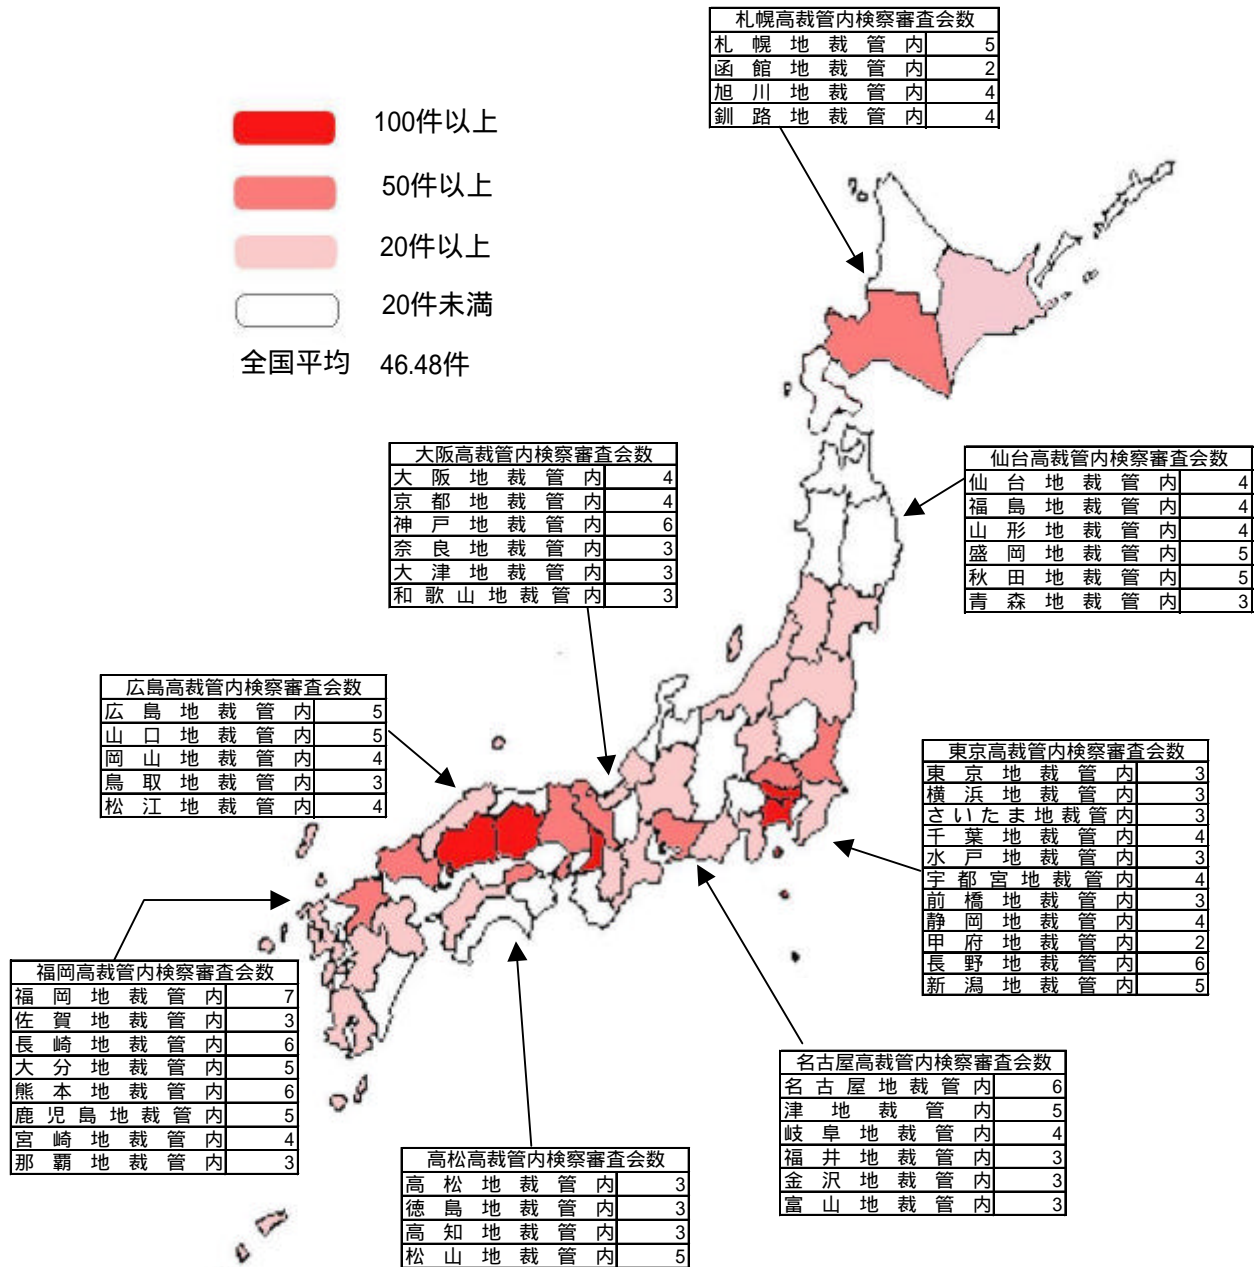 札幌高裁管内検察審査会数
札幌地裁管内 5
函館地裁管内 2
旭川地裁管内 4
釧路地裁管内 4
100件以上
50件以上
20件以上
20件未満
全国平均 46.48件
大阪高裁管内検察審査会数
大阪地裁管内 4
京都地裁管内 4
神戸地裁管内 6
奈良地裁管内 3
大津地裁管内 3
和歌山地裁管内 3
仙台高裁管内検察審査会数
仙台地裁管内 4
福島地裁管内 4
山形地裁管内 4
盛岡地裁管内 5
秋田地裁管内 5
青森地裁管内 3
広島高裁管内検察審査会数
広島地裁管内 5
山口地裁管内 5
岡山地裁管内 4
鳥取地裁管内 3
松江地裁管内 4
東京高裁管内検察審査会数
東京地裁管内 3
横浜地裁管内 3
さいたま地裁管内 3
千葉地裁管内 4
水戸地裁管内 3
宇都宮地裁管内 4
前橋地裁管内 3
静岡地裁管内 4
甲府地裁管内 2
長野地裁管内 6
新潟地裁管内 5
福岡高裁管内検察審査会数
福岡地裁管内 7
佐賀地裁管内 3
長崎地裁管内 6
大分地裁管内 5
熊本地裁管内 6
鹿児島地裁管内 5
宮崎地裁管内 4
那覇地裁管内 3
名古屋高裁管内検察審査会数
名古屋地裁管内 6
津地裁管内 5
岐阜地裁管内 4
福井地裁管内 3
金沢地裁管内 3
富山地裁管内 3
高松高裁管内検察審査会数
高松地裁管内 3
徳島地裁管内 3
高知地裁管内 3
松山地裁管内 5